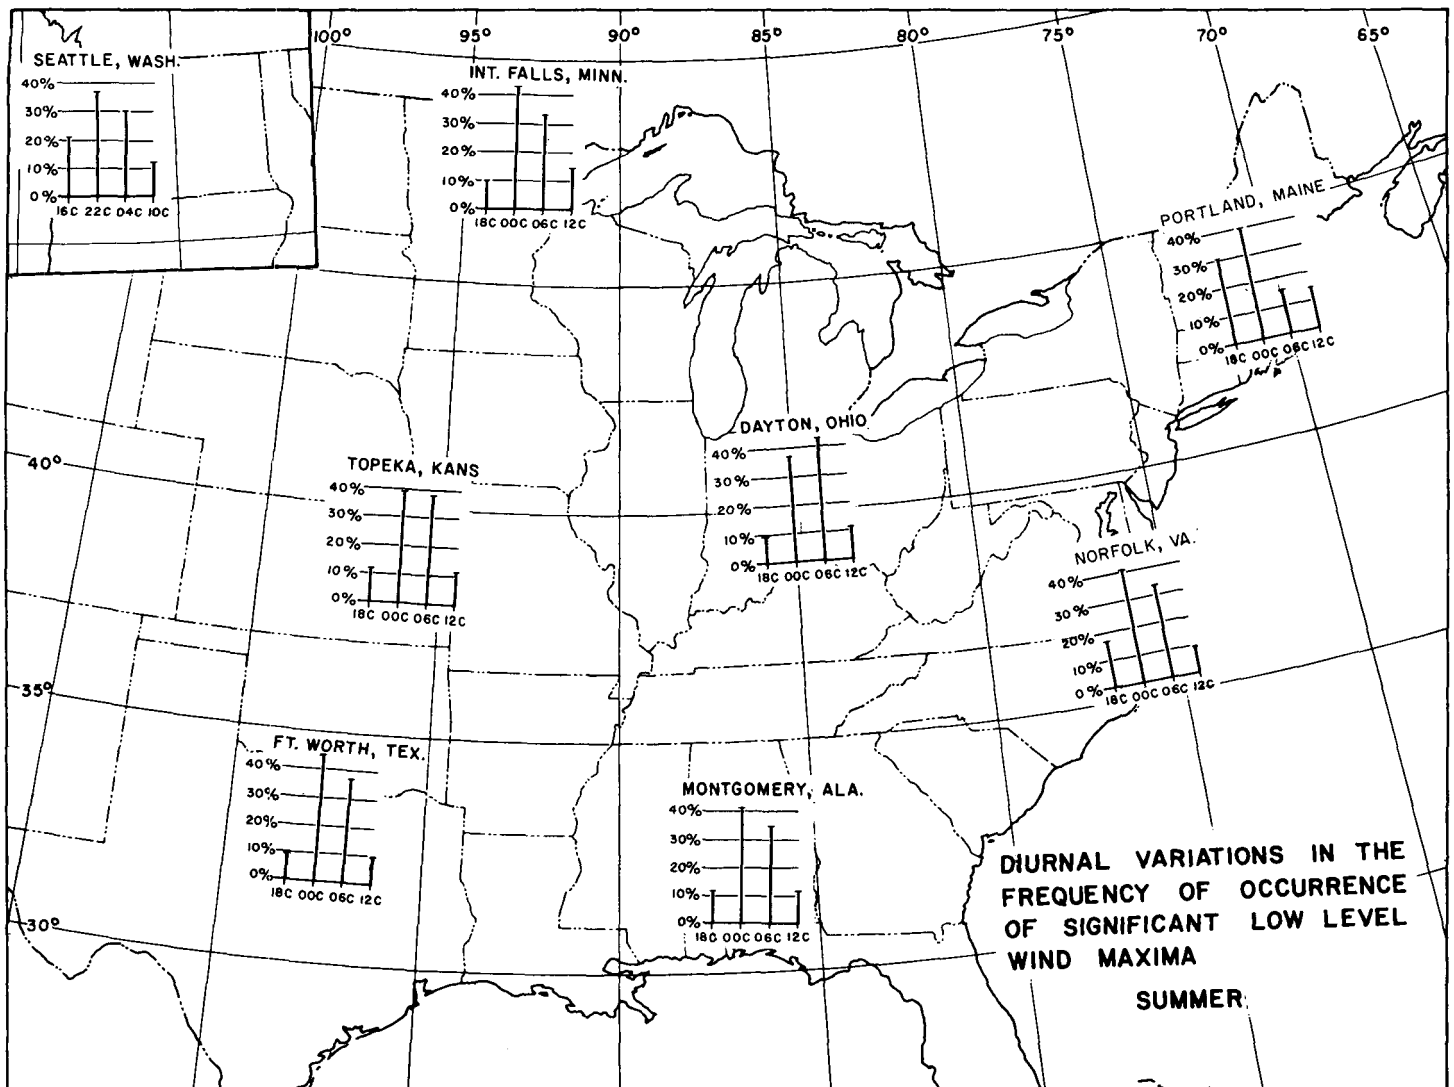 100° 95° 90° 85° 80° 75° 70° 65°
SEATTLE, WASH.
40%
30%
20%
10%
0%
16C 22C 04C 10C
INT. FALLS, MINN.
40%
30%
20%
10%
0%
18C 00C 06C 12C
PORTLAND, MAINE
40%
30%
20%
10%
0%
18C 00C 06C 12C
DAYTON, OHIO
40%
30%
20%
10%
0%
18C 00C 06C 12C
40°
TOPEKA, KANS
40%
30%
20%
10%
0%
18C 00C 06C 12C
NORFOLK, VA.
40%
30%
20%
10%
0%
18C 00C 06C 12C
35°
FT. WORTH, TEX.
40%
30%
20%
10%
0%
18C 00C 06C 12C
MONTGOMERY, ALA.
40%
30%
20%
10%
0%
18C 00C 06C 12C
30°
DIURNAL VARIATIONS IN THE
FREQUENCY OF OCCURRENCE
OF SIGNIFICANT LOW LEVEL
WIND MAXIMA
SUMMER